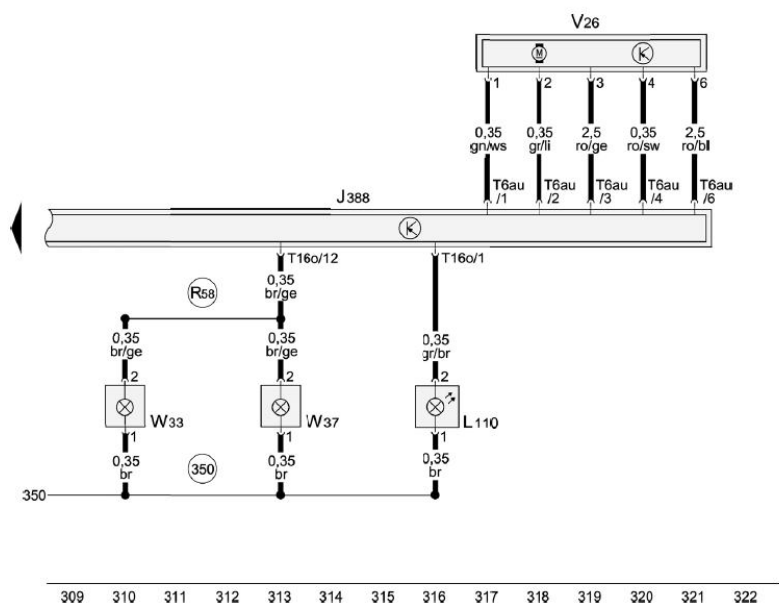 V26
1 2 3 4 6
0,35 0,35 2,5 0,35 2,5
gn/ws gr/li ro/ge ro/sw ro/bl
T6au T6au T6au T6au T6au
/1 /2 /3 /4 /6
J388
T16o/12 T16o/1
0,35
br/ge
R58
0,35 0,35 0,35
br/ge br/ge gr/br
2 2 2
W33 W37 L110
1 1 1
0,35 0,35 0,35
br br br
350
350
309 310 311 312 313 314 315 316 317 318 319 320 321 322